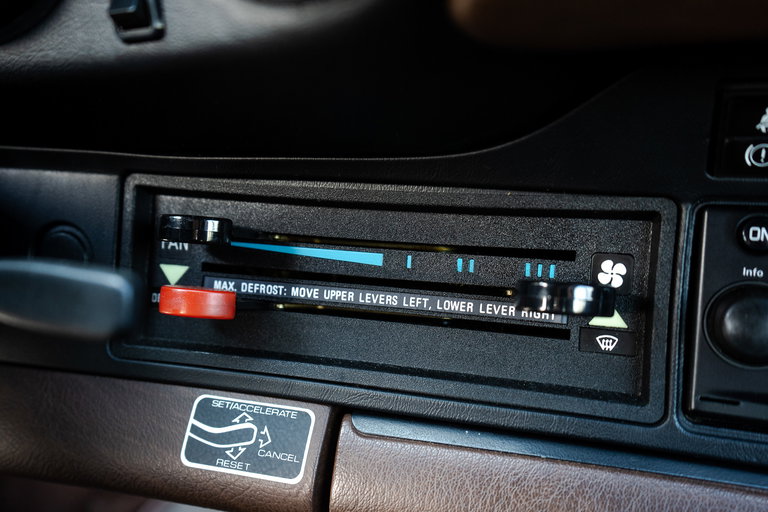 FAN
MAX. DEFROST: MOVE UPPER LEVERS LEFT, LOWER LEVER RIGHT
ON
Info
SET/ACCELERATE
CANCEL
RESET